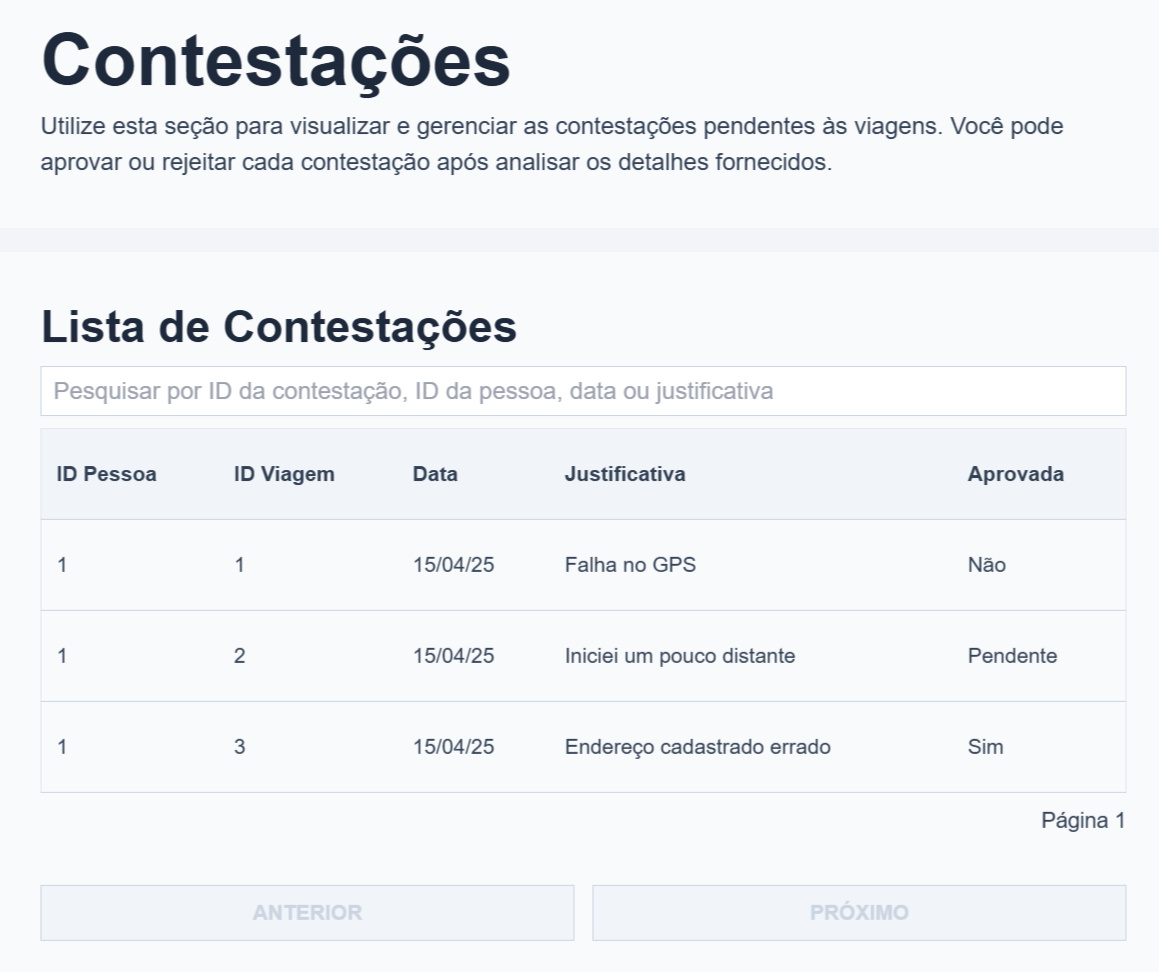 Contestações
Utilize esta seção para visualizar e gerenciar as contestações pendentes às viagens. Você pode
aprovar ou rejeitar cada contestação após analisar os detalhes fornecidos.
Lista de Contestações
Pesquisar por ID da contestação, ID da pessoa, data ou justificativa
ID Pessoa ID Viagem Data Justificativa Aprovada
1 1 15/04/25 Falha no GPS Não
1 2 15/04/25 Iniciei um pouco distante Pendente
1 3 15/04/25 Endereço cadastrado errado Sim
Página 1
ANTERIOR PRÓXIMO